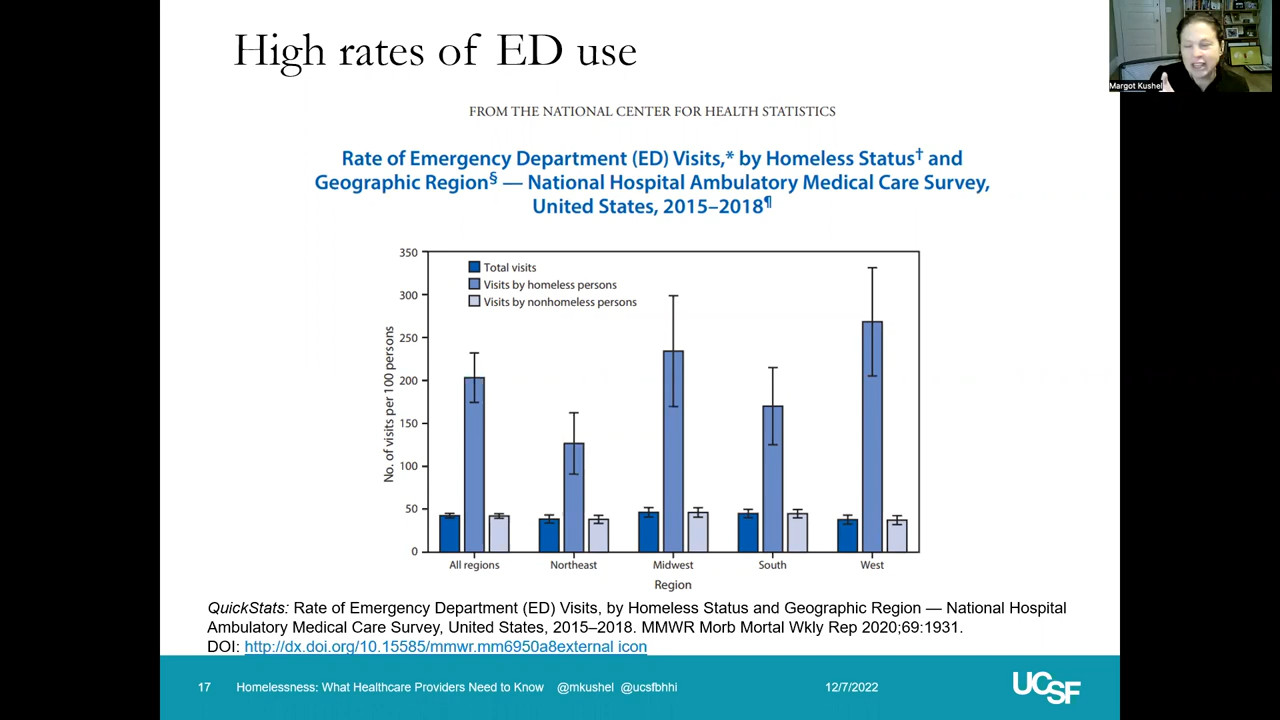 High rates of ED use
Margot Kushel
FROM THE NATIONAL CENTER FOR HEALTH STATISTICS
Rate of Emergency Department (ED) Visits,* by Homeless Status† and
Geographic Region§ — National Hospital Ambulatory Medical Care Survey,
United States, 2015–2018¶
No. of visits per 100 persons
350
300
250
200
150
100
50
0
Total visits
Visits by homeless persons
Visits by nonhomeless persons
All regions
Northeast
Midwest
South
West
Region
QuickStats: Rate of Emergency Department (ED) Visits, by Homeless Status and Geographic Region — National Hospital
Ambulatory Medical Care Survey, United States, 2015–2018. MMWR Morb Mortal Wkly Rep 2020;69:1931.
DOI: http://dx.doi.org/10.15585/mmwr.mm6950a8external icon
17 Homelessness: What Healthcare Providers Need to Know @mkushel @ucsfbhhi 12/7/2022
UCSF